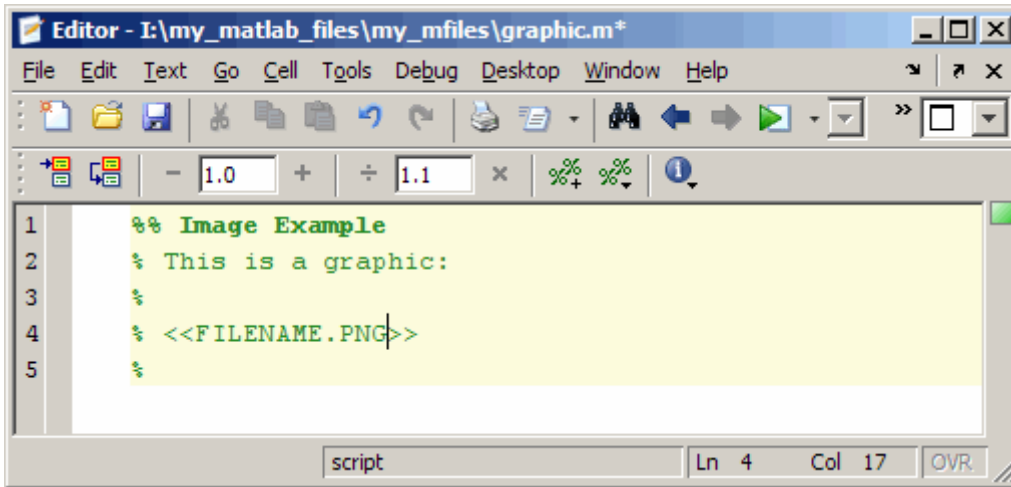 Editor - I:\my_matlab_files\my_mfiles\graphic.m*
File Edit Text Go Cell Tools Debug Desktop Window Help
- 1.0 + ÷ 1.1 × %%+ %%
1 %% Image Example
2 % This is a graphic:
3 %
4 % <<FILENAME.PNG>>
5 %
script Ln 4 Col 17 OVR